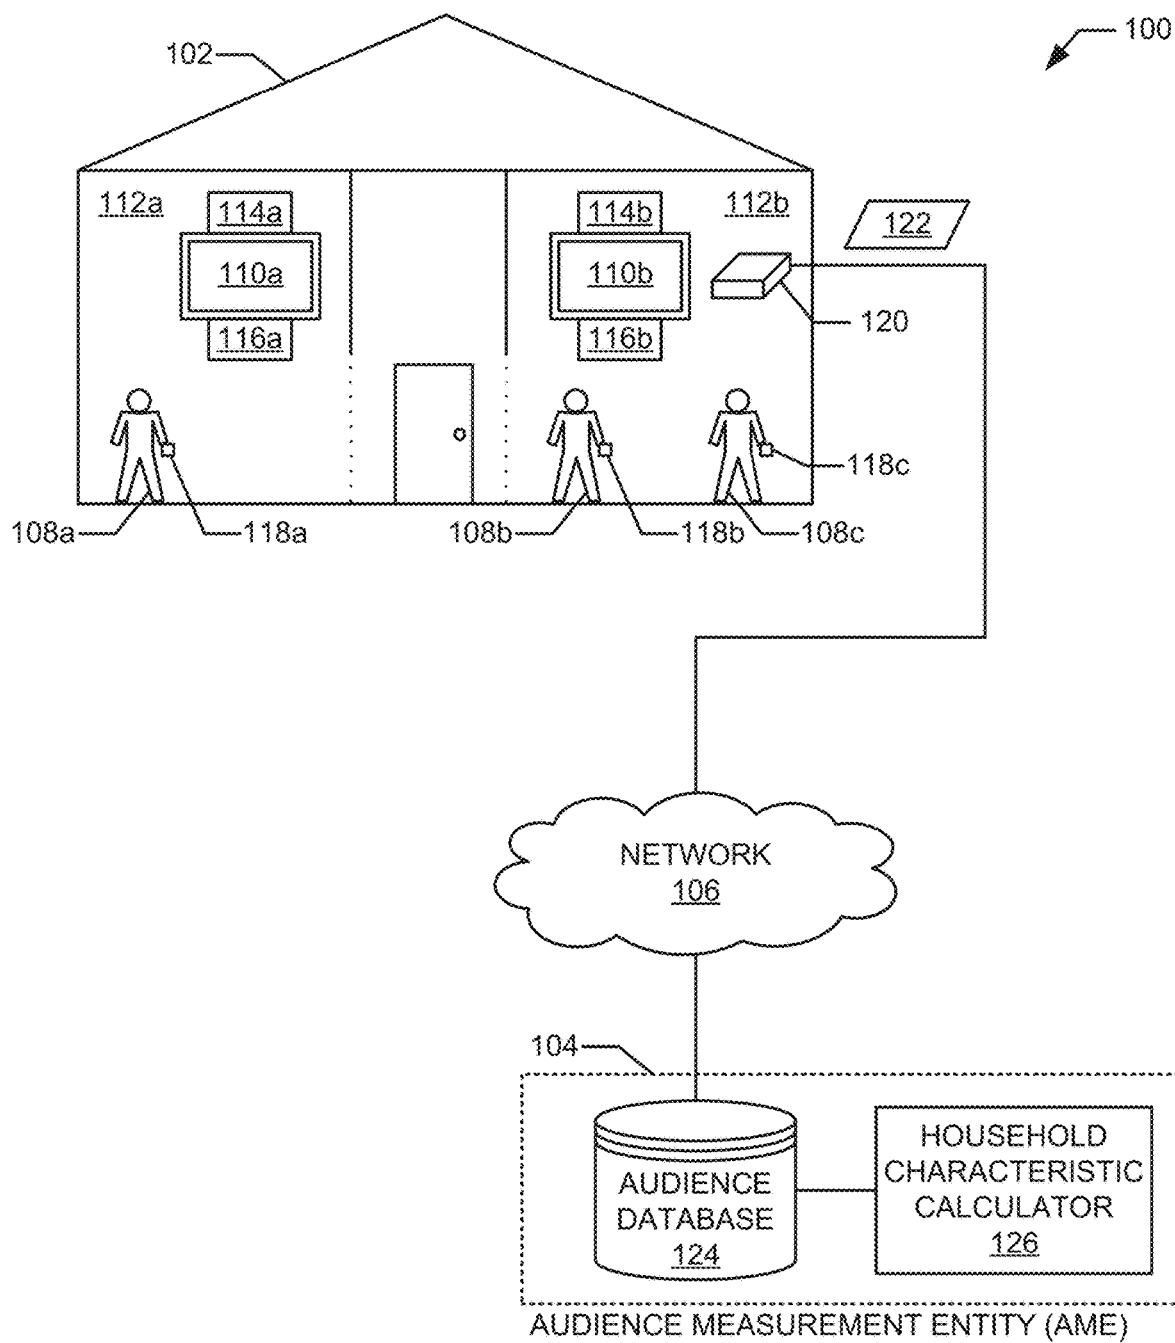 100
102
112a
114a
114b
112b
122
110a
110b
120
116a
116b
118c
108a
118a
108b
118b
108c
NETWORK
106
104
AUDIENCE
DATABASE
124
HOUSEHOLD
CHARACTERISTIC
CALCULATOR
126
AUDIENCE MEASUREMENT ENTITY (AME)